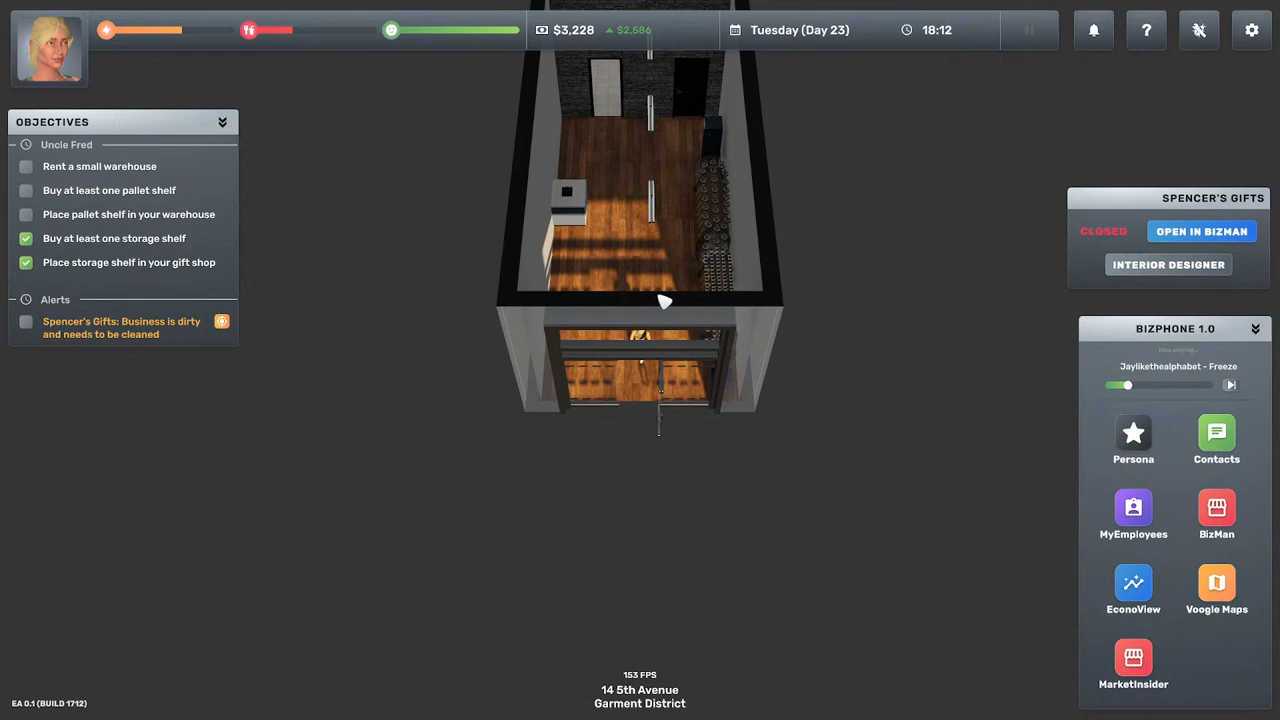 $3,228 $2,586
Tuesday (Day 23)
18:12
?
OBJECTIVES
Uncle Fred
Rent a small warehouse
Buy at least one pallet shelf
Place pallet shelf in your warehouse
Buy at least one storage shelf
Place storage shelf in your gift shop
Alerts
Spencer's Gifts: Business is dirty
and needs to be cleaned
SPENCER'S GIFTS
CLOSED
OPEN IN BIZMAN
INTERIOR DESIGNER
BIZPHONE 1.0
Now playing...
Jaylikethealphabet - Freeze
Persona
Contacts
MyEmployees
BizMan
EconoView
Voogle Maps
MarketInsider
153 FPS
14 5th Avenue
Garment District
EA 0.1 (BUILD 1712)